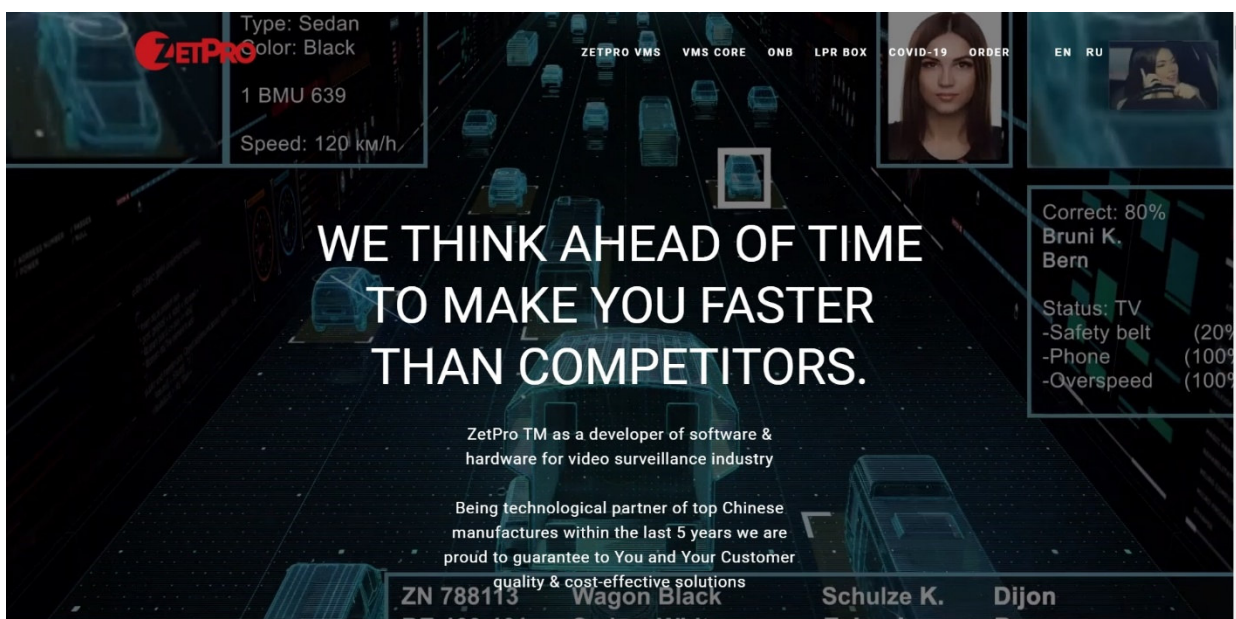 Type: Sedan
Color: Black
1 BMU 639
Speed: 120 км/h
ZETPRO
ZETPRO VMS VMS CORE ONB LPR BOX COVID-19 ORDER EN RU
Correct: 80%
Bruni K.
Bern
Status: TV
-Safety belt (20%
-Phone (100%
-Overspeed (100%
WE THINK AHEAD OF TIME
TO MAKE YOU FASTER
THAN COMPETITORS.
ZetPro TM as a developer of software &
hardware for video surveillance industry
Being technological partner of top Chinese
manufactures within the last 5 years we are
proud to guarantee to You and Your Customer
quality & cost-effective solutions
ZN 788113 Wagon Black Schulze K. Dijon